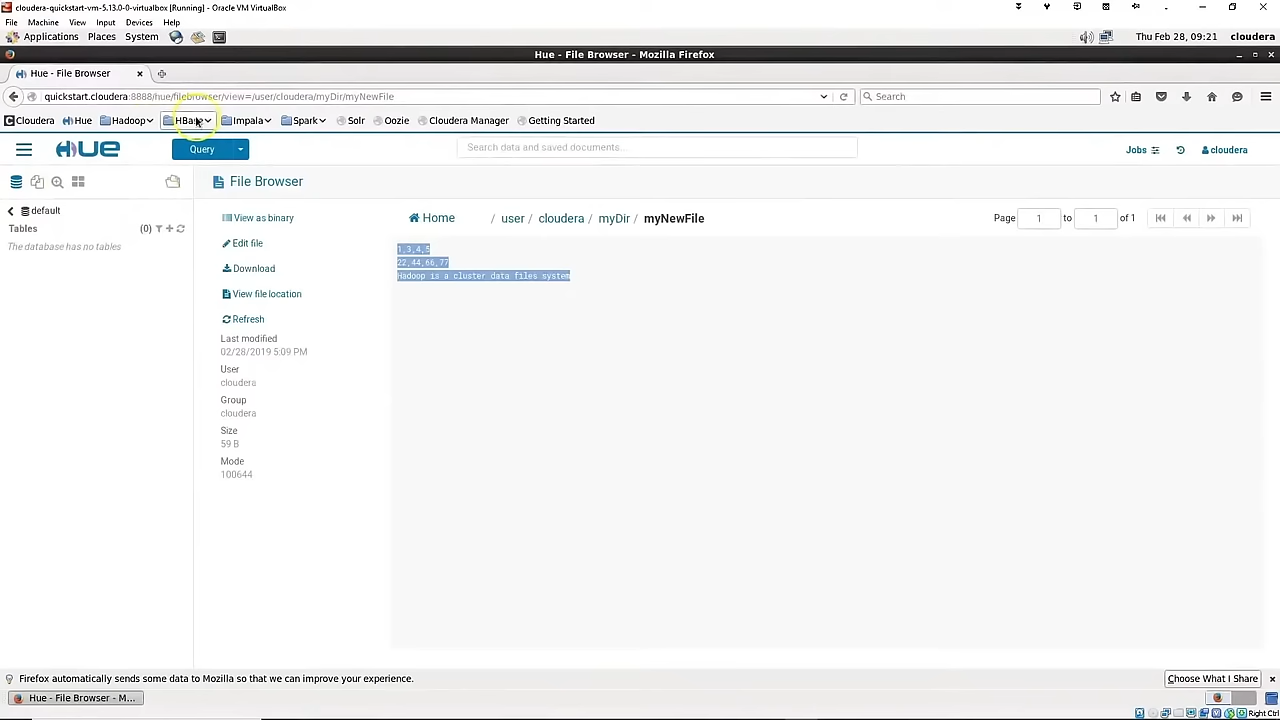 cloudera-quickstart-vm-5.13.0-0-virtualbox [Running] - Oracle VM VirtualBox
File Machine View Input Devices Help
Applications Places System Thu Feb 28, 09:21 cloudera
Hue - File Browser - Mozilla Firefox
Hue - File Browser
quickstart.cloudera:8888/hue/filebrowser/view=/user/cloudera/myDir/myNewFile Search
Cloudera Hue Hadoop HBase Impala Spark Solr Oozie Cloudera Manager Getting Started
HUE Query Search data and saved documents... Jobs cloudera
File Browser
default
Tables (0)
The database has no tables
View as binary
Edit file
Download
View file location
Refresh
Last modified
02/28/2019 5:09 PM
User
cloudera
Group
cloudera
Size
59 B
Mode
100644
Home / user / cloudera / myDir / myNewFile Page 1 to 1 of 1
1,3,4,5
22,44,66,77
Hadoop is a cluster data files system
Firefox automatically sends some data to Mozilla so that we can improve your experience. Choose What I Share
Hue - File Browser - M...
Right Ctrl